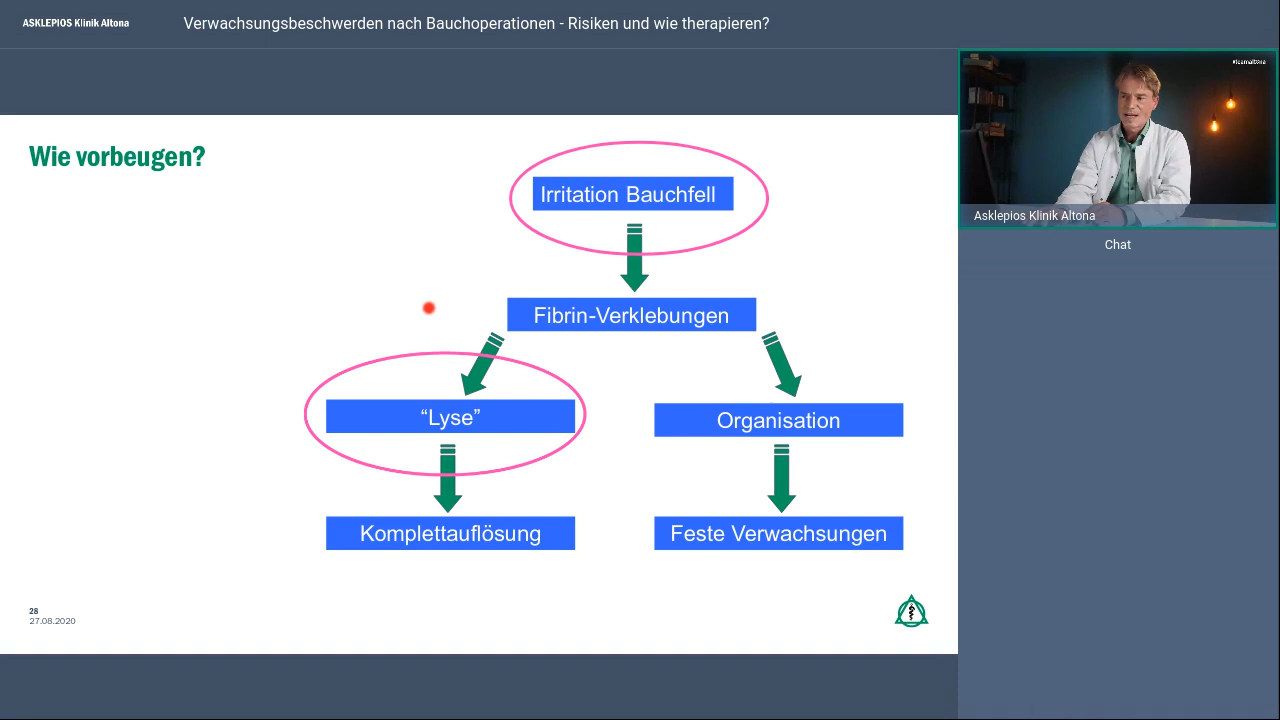 ASKLEPIOS Klinik Altona
Verwachsungsbeschwerden nach Bauchoperationen - Risiken und wie therapieren?
#teamaltona
Asklepios Klinik Altona
Chat
Wie vorbeugen?
Irritation Bauchfell
Fibrin-Verklebungen
“Lyse”
Organisation
Komplettauflösung
Feste Verwachsungen
28
27.08.2020